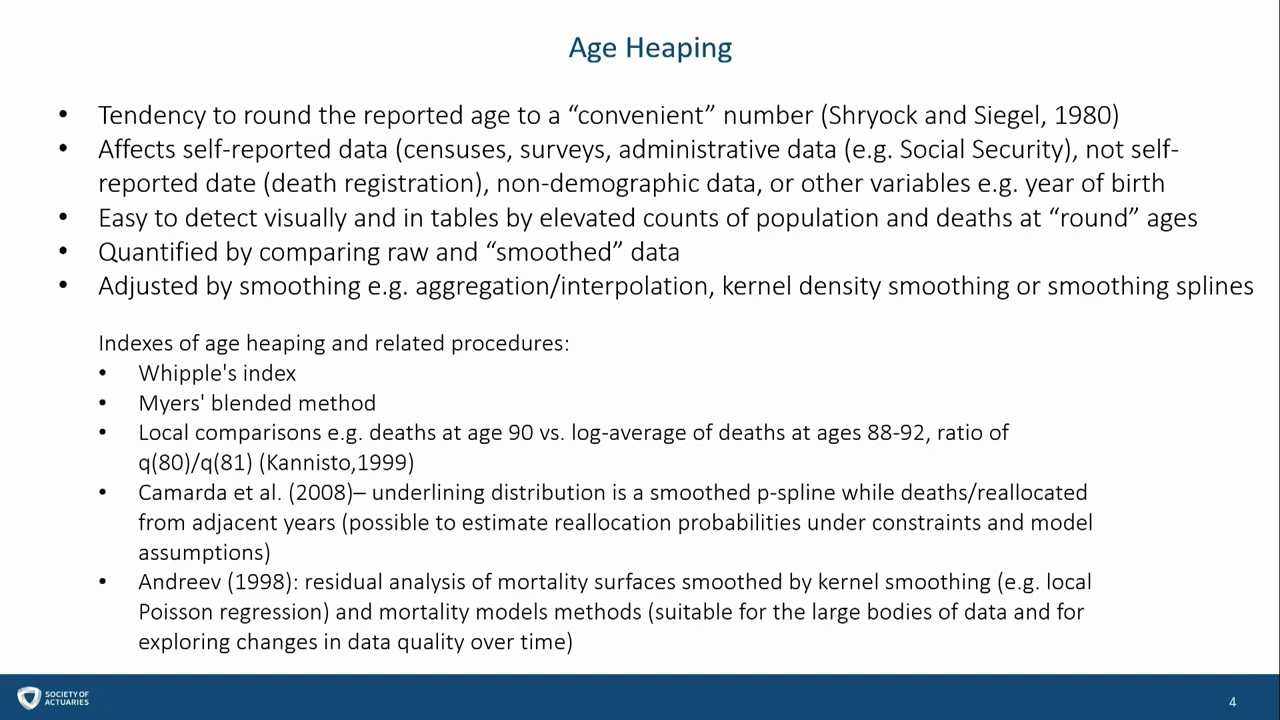 Age Heaping
• Tendency to round the reported age to a “convenient” number (Shryock and Siegel, 1980)
• Affects self-reported data (censuses, surveys, administrative data (e.g. Social Security), not self-
reported date (death registration), non-demographic data, or other variables e.g. year of birth
• Easy to detect visually and in tables by elevated counts of population and deaths at “round” ages
• Quantified by comparing raw and “smoothed” data
• Adjusted by smoothing e.g. aggregation/interpolation, kernel density smoothing or smoothing splines
Indexes of age heaping and related procedures:
• Whipple's index
• Myers' blended method
• Local comparisons e.g. deaths at age 90 vs. log-average of deaths at ages 88-92, ratio of
q(80)/q(81) (Kannisto,1999)
• Camarda et al. (2008)– underlining distribution is a smoothed p-spline while deaths/reallocated
from adjacent years (possible to estimate reallocation probabilities under constraints and model
assumptions)
• Andreev (1998): residual analysis of mortality surfaces smoothed by kernel smoothing (e.g. local
Poisson regression) and mortality models methods (suitable for the large bodies of data and for
exploring changes in data quality over time)
SOCIETY OF
ACTUARIES
4